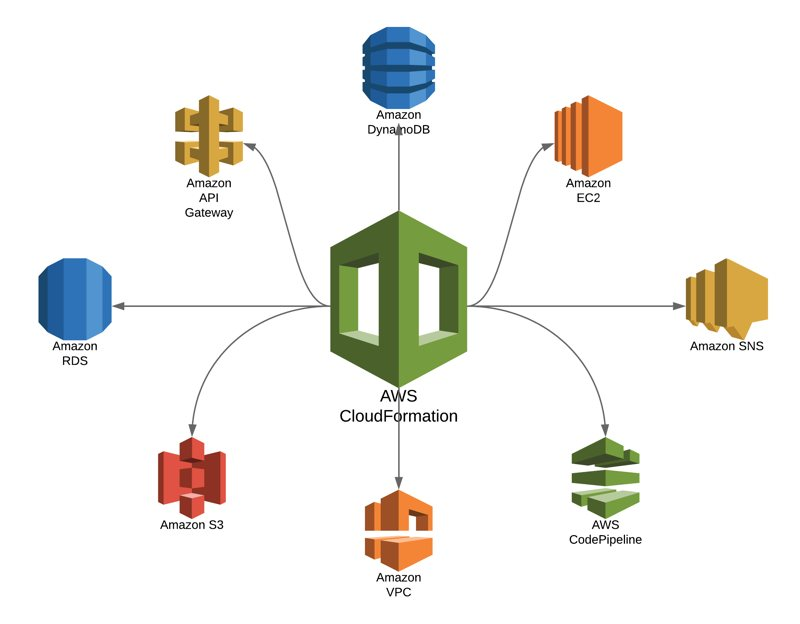 Amazon
DynamoDB
Amazon
API
Gateway
Amazon
EC2
Amazon
RDS
Amazon SNS
AWS
CloudFormation
Amazon S3
AWS
CodePipeline
Amazon
VPC